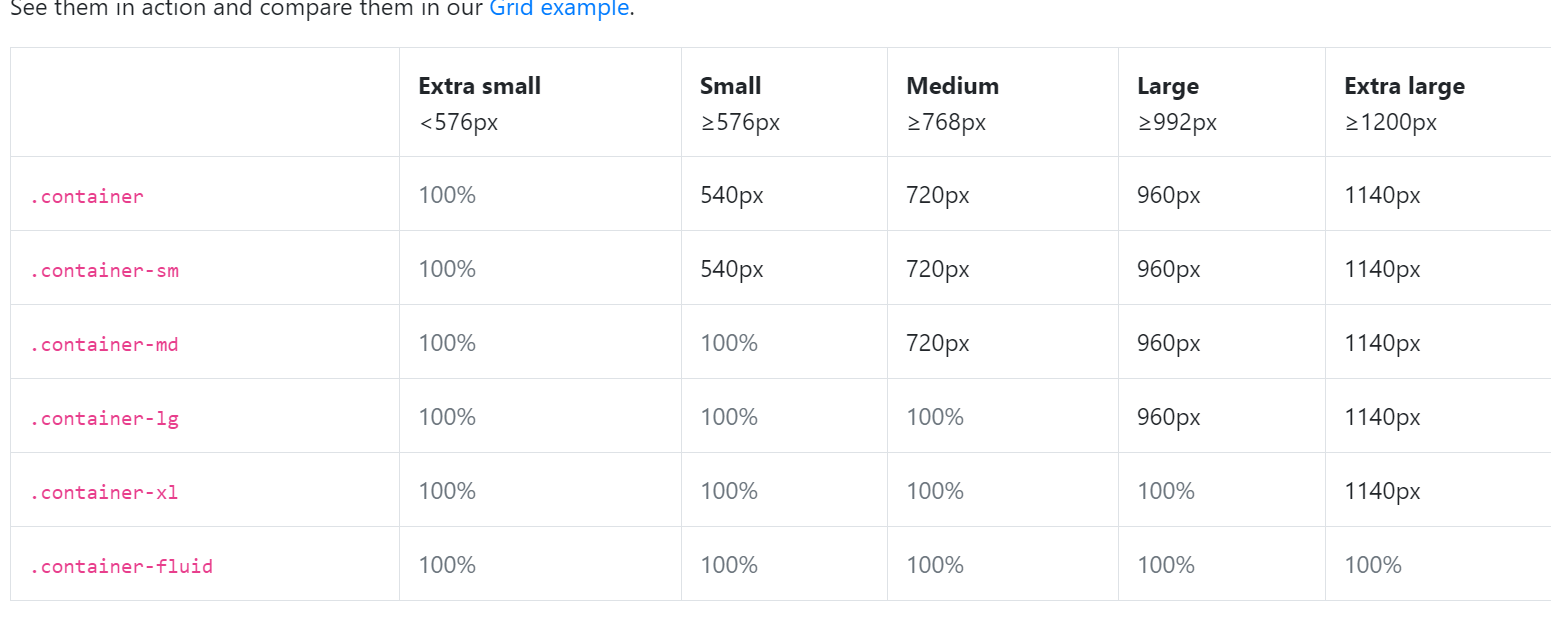 See them in action and compare them in our Grid example.
Extra small Small Medium Large Extra large
<576px ≥576px ≥768px ≥992px ≥1200px
.container 100% 540px 720px 960px 1140px
.container-sm 100% 540px 720px 960px 1140px
.container-md 100% 100% 720px 960px 1140px
.container-lg 100% 100% 100% 960px 1140px
.container-xl 100% 100% 100% 100% 1140px
.container-fluid 100% 100% 100% 100% 100%